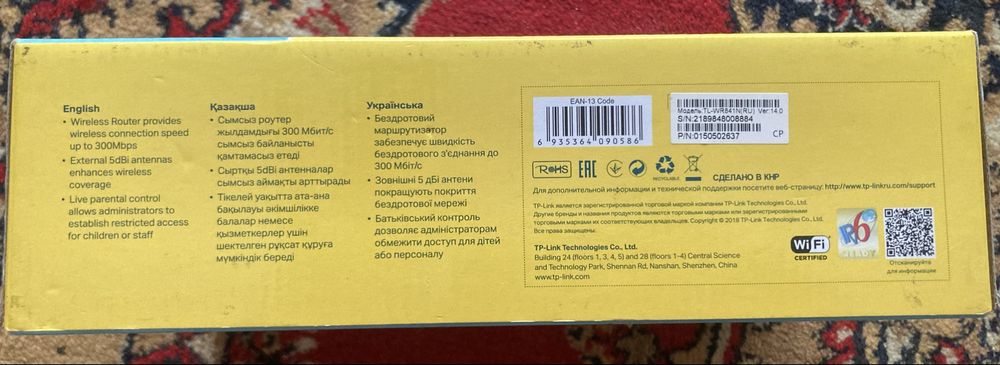 English
• Wireless Router provides
wireless connection speed
up to 300Mbps
• External 5dBi antennas
enhances wireless
coverage
• Live parental control
allows administrators to
establish restricted access
for children or staff
Қазақша
• Сымсыз роутер
жылдамдығы 300 Мбит/с
сымсыз байланысты
қамтамасыз етеді
• Сыртқы 5дВі антенналар
сымсыз аймақты арттырады
• Тікелей уақытта ата-ана
бақылауы әкімшілікке
балалар немесе
қызметкерлер үшін
шектелген рұқсат құруға
мүмкіндік береді
Українська
• Бездротовий
маршрутизатор
забезпечує швидкість
бездротового з'єднання до
300 Мбіт/с
• Зовнішні 5 дБі антени
покращують покриття
бездротової мережі
• Батьківський контроль
дозволяє адміністраторам
обмежити доступ для дітей
або персоналу
EAN-13 Code
6 935364 090586
Модель:TL-WR841N(RU) Ver:14.0
S/N:2189848008884
P/N:0150502637
CP
RoHS
EAC
RECYCLABLE
СДЕЛАНО В КНР
Для дополнительной информации и технической поддержки посетите веб-страницу: http://www.tp-linkru.com/support
TP-Link является зарегистрированной торговой маркой компании TP-Link Technologies Co., Ltd.
Другие бренды и названия продуктов являются торговыми марками или зарегистрированными
торговыми марками их соответствующих владельцев. Copyright © 2018 TP-Link Technologies Co., Ltd.
Все права защищены.
TP-Link Technologies Co., Ltd.
Building 24 (floors 1, 3, 4, 5) and 28 (floors 1-4) Central Science
and Technology Park, Shennan Rd, Nanshan, Shenzhen, China
www.tp-link.com
Wi Fi
CERTIFIED
IPv6
READY
Отсканируйте
для информации